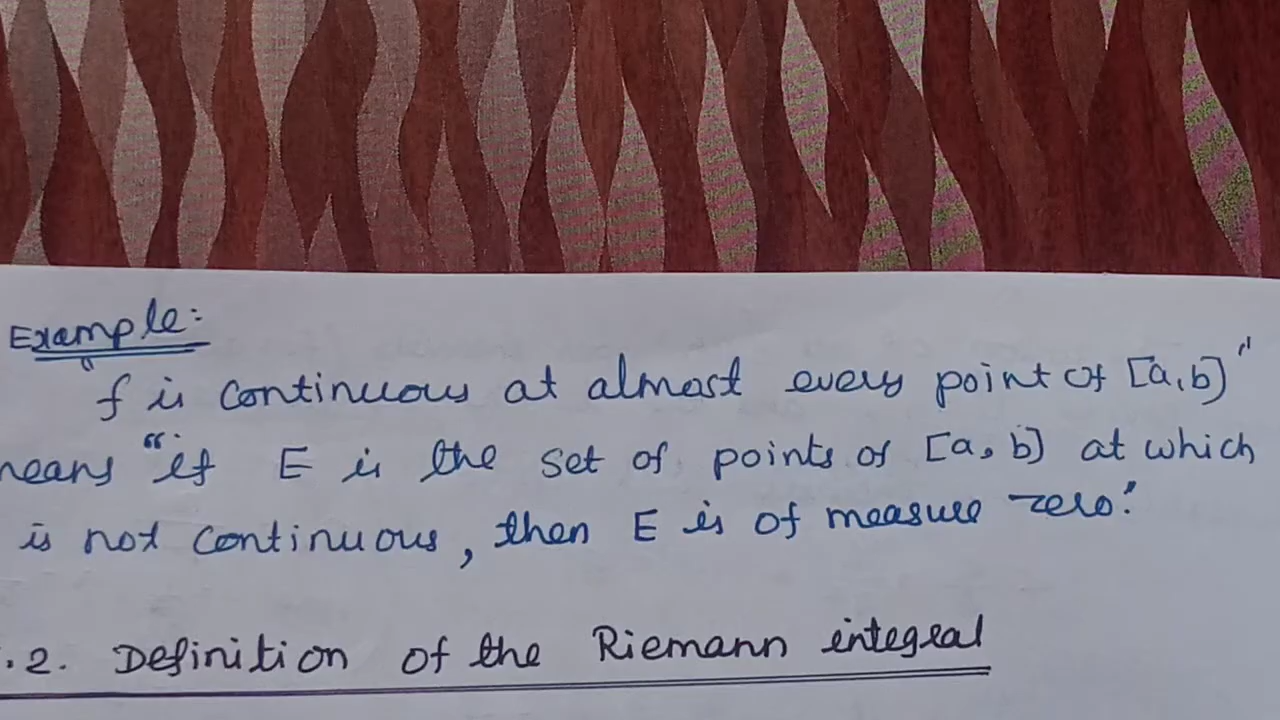 Example:
"f is continuous at almost every point of [a,b]"
means "if E is the set of points of [a,b] at which
is not continuous, then E is of measure zero."
.2. Definition of the Riemann integral